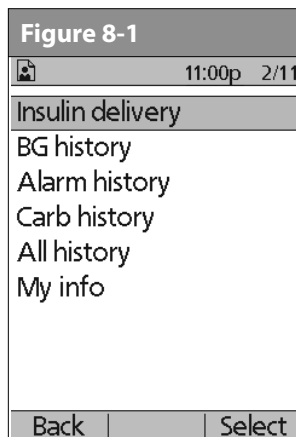 Figure 8-1
11:00p 2/11
Insulin delivery
BG history
Alarm history
Carb history
All history
My info
Back Select